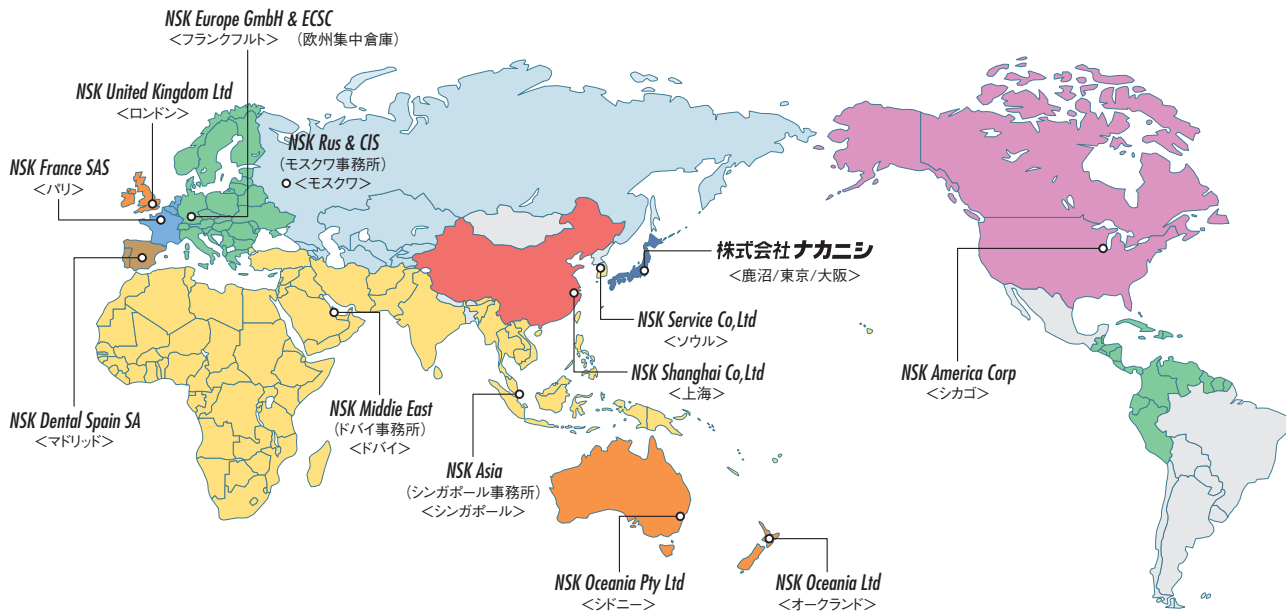 NSK Europe GmbH & ECSC
＜フランクフルト＞ （欧州集中倉庫）
NSK United Kingdom Ltd
＜ロンドン＞
NSK Rus & CIS
（モスクワ事務所）
＜モスクワ＞
NSK France SAS
＜パリ＞
株式会社ナカニシ
＜鹿沼/東京/大阪＞
NSK Service Co,Ltd
＜ソウル＞
NSK Shanghai Co,Ltd
＜上海＞
NSK America Corp
＜シカゴ＞
NSK Dental Spain SA
＜マドリッド＞
NSK Middie East
（ドバイ事務所）
＜ドバイ＞
NSK Asia
（シンガポール事務所）
＜シンガポール＞
NSK Oceania Pty Ltd
＜シドニー＞
NSK Oceania Ltd
＜オークランド＞